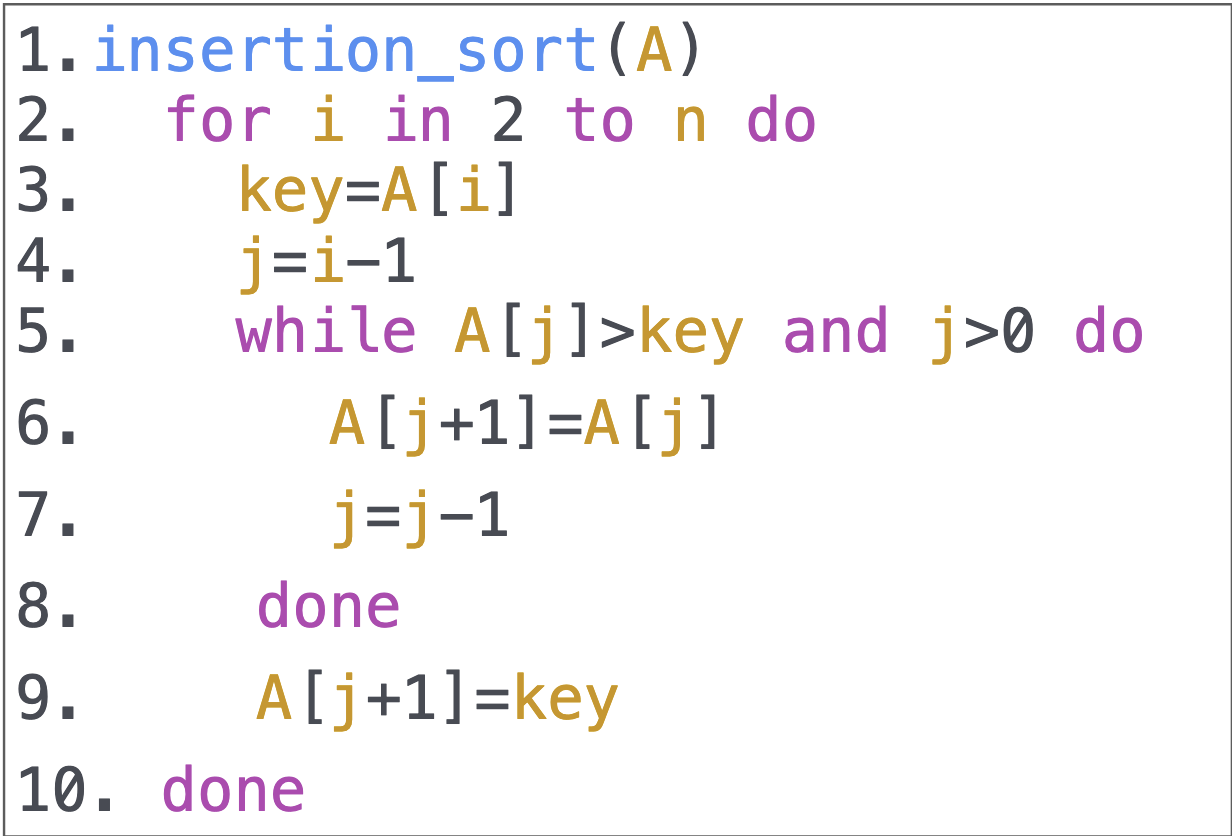 1. insertion_sort(A)
2. for i in 2 to n do
3. key=A[i]
4. j=i−1
5. while A[j]>key and j>0 do
6. A[j+1]=A[j]
7. j=j−1
8. done
9. A[j+1]=key
10. done